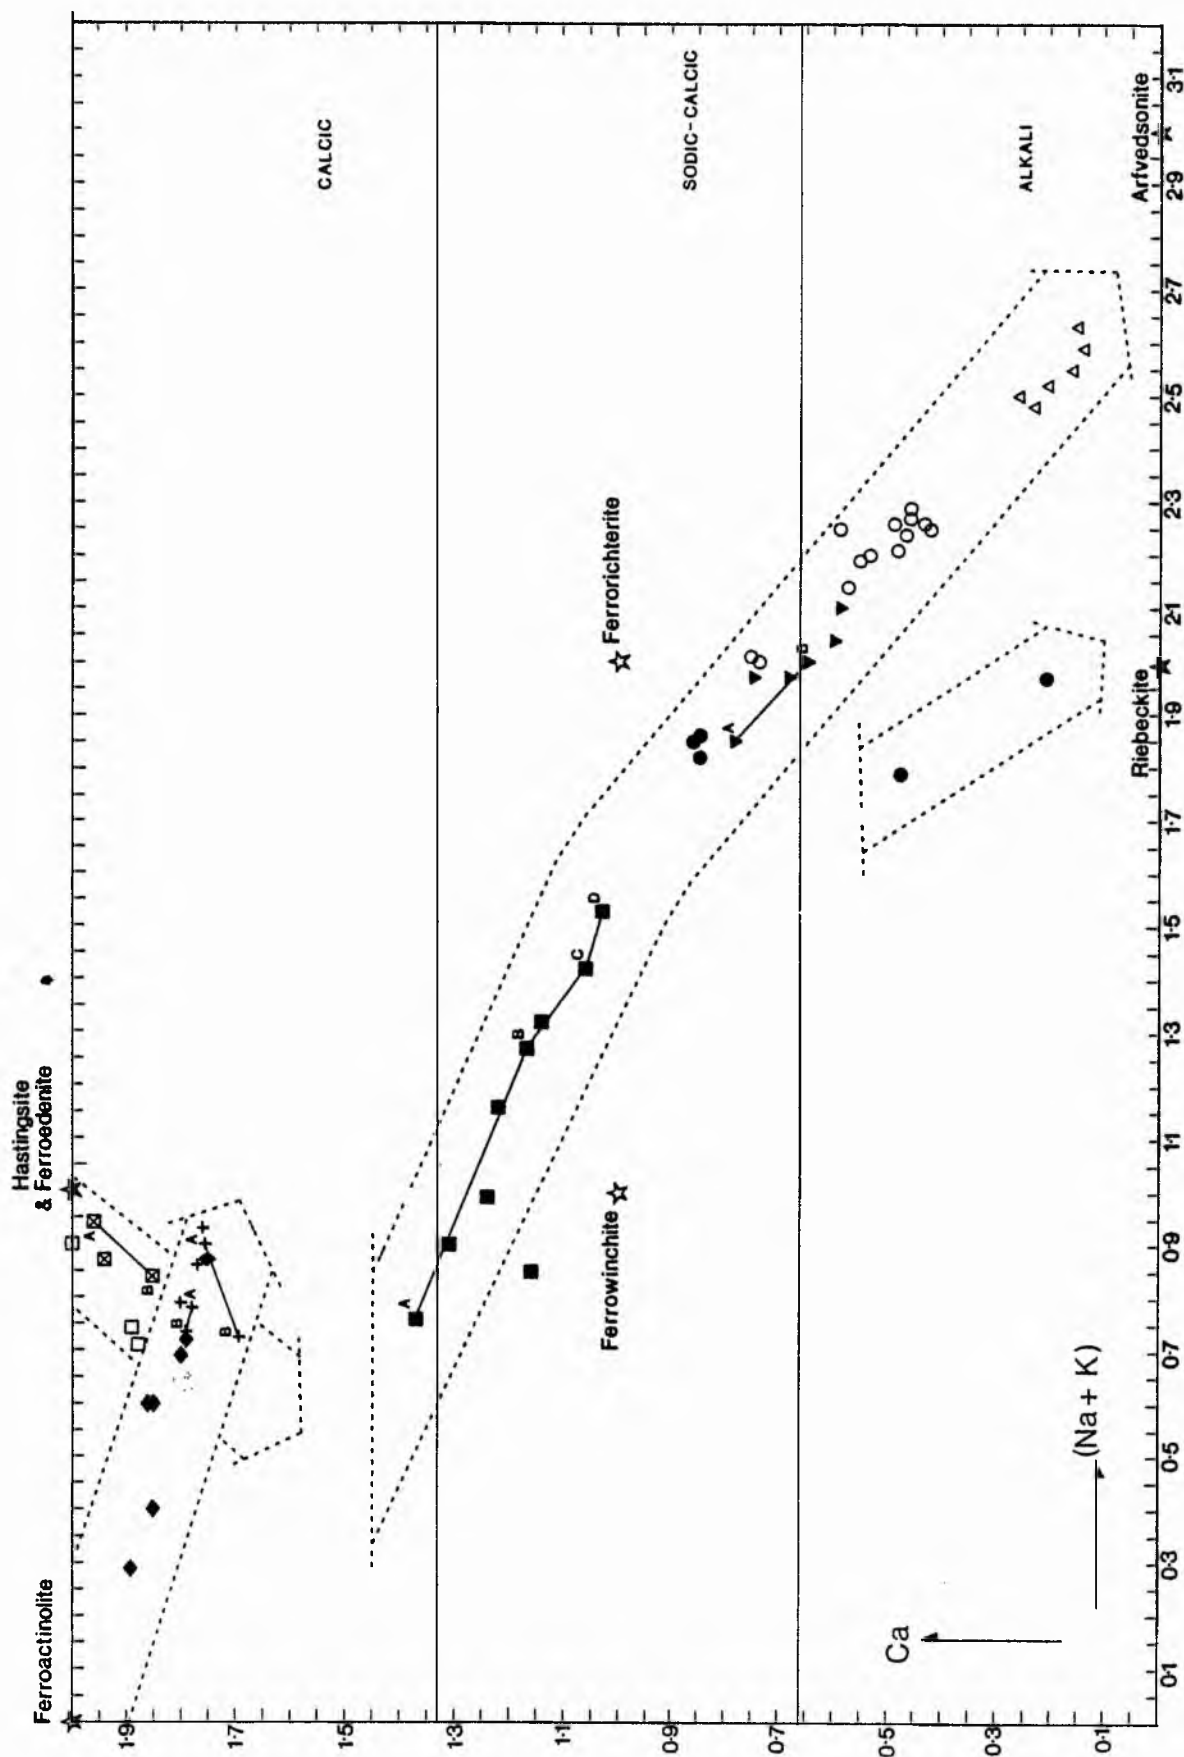 Hastingsite
& Ferroedenite
Ferroactinolite
CALCIC
SODIC-CALCIC
ALKALI
Ferrorichterite
Ferrowinchite
Riebeckite
Arfvedsonite
A
B
A
B
A
B
A
B
C
D
A
B
Ca
(Na + K)
1·9
1·7
1·5
1·3
1·1
0·9
0·7
0·5
0·3
0·1
0·1
0·3
0·5
0·7
0·9
1·1
1·3
1·5
1·7
1·9
2·1
2·3
2·5
2·7
2·9
3·1